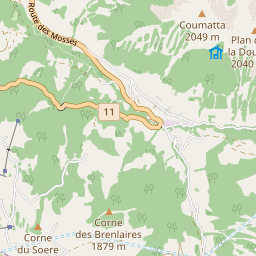 Coumatta
2049 m
Plan d
la Dou
2040
Route des Mosses
11
Corne
des Brenlaires
1879 m
Corne
du Soere